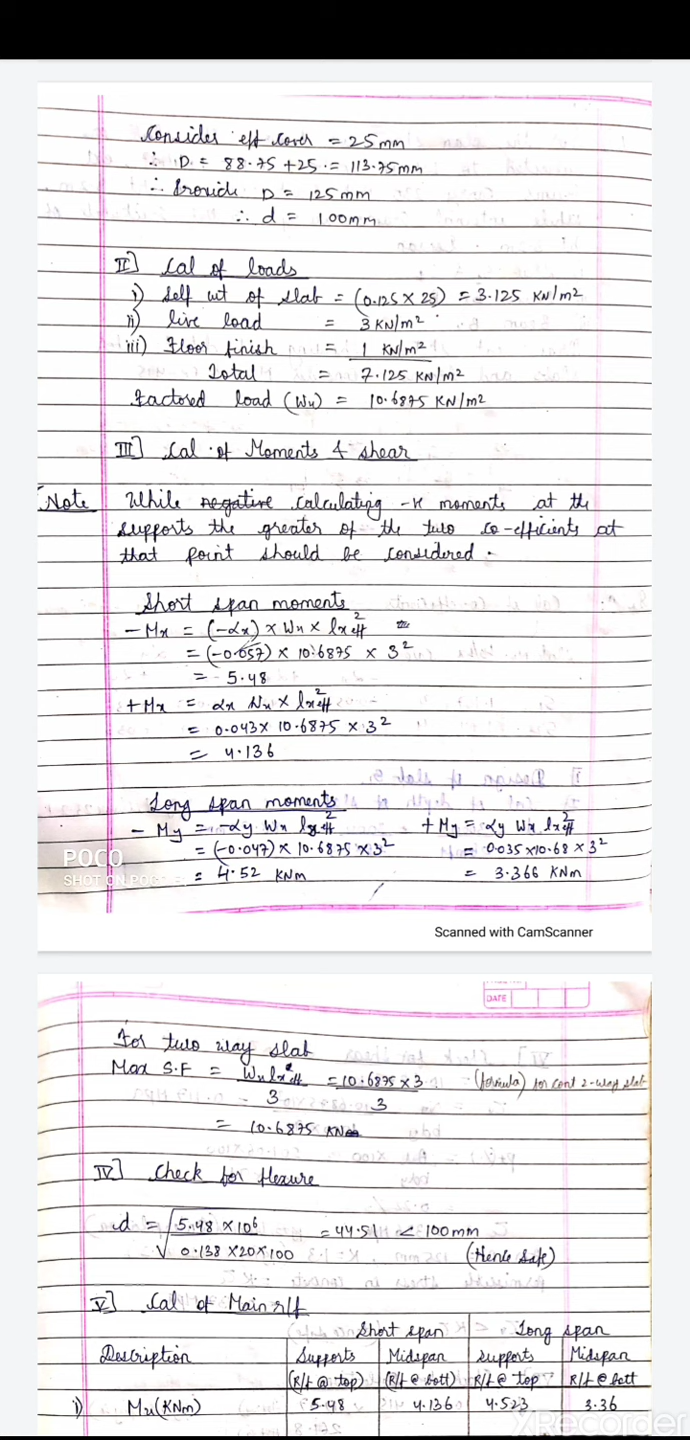 Consider eff cover = 25mm
∴ D = 88.75 + 25 = 113.75mm
∴ Provide D = 125mm
∴ d = 100mm
II] Cal of loads
i) Self wt of slab = (0.125 x 25) = 3.125 KN/m²
ii) live load = 3 KN/m²
iii) Floor finish = 1 KN/m²
Total = 7.125 KN/m²
Factored load (Wu) = 10.6875 KN/m²
III] Cal of Moments & shear
Note While negative calculating -ve moments at the
supports the greater of the two co-efficients at
that point should be considered.
Short span moments
- Mx = (-αx) x Wu x lx²eff
= (-0.057) x 10.6875 x 3²
= 5.48
+ Mx = αx Wu x lx²eff
= 0.043 x 10.6875 x 3²
= 4.136
I] Design of slab S
Long span moments
- My = -αy Wu lx²eff + My = αy Wu lx²eff
= (-0.047) x 10.6875 x 3² = 0.035 x 10.68 x 3²
= 4.52 KNm = 3.366 KNm
POCO
SHOT ON POCO
Scanned with CamScanner
DATE
For two way slab
Max S.F = Wu lx eff / 3 = 10.6875 x 3 / 3 (formula) for cont 2-way slab
= 10.6875 KN
IV] Check for flexure
d = √ 5.48 x 10⁶ / 0.138 x 20 x 100 = 44.51 < 100mm
(Hence Safe)
V] Cal of Main r/f
Short span Long span
Description Supports Midspan Supports Midspan
(R/f @ top) (R/f @ bott) R/f @ top R/f @ bott
i) Mu (KNm) 5.48 4.136 4.523 3.36
XRecorder